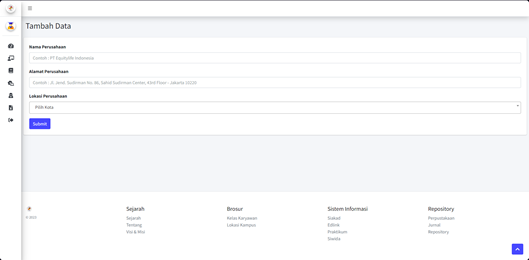 Tambah Data
Nama Perusahaan
Contoh : PT Equitylife Indonesia
Alamat Perusahaan
Contoh : Jl. Jend. Sudirman No. 86, Sahid Sudirman Center, 43rd Floor - Jakarta 10220
Lokasi Perusahaan
Pilih Kota
Submit
Sejarah
Sejarah
Tentang
Visi & Misi
Brosur
Kelas Karyawan
Lokasi Kampus
Sistem Informasi
Siakad
Edlink
Praktikum
Siwida
Repository
Perpustakaan
Jurnal
Repository